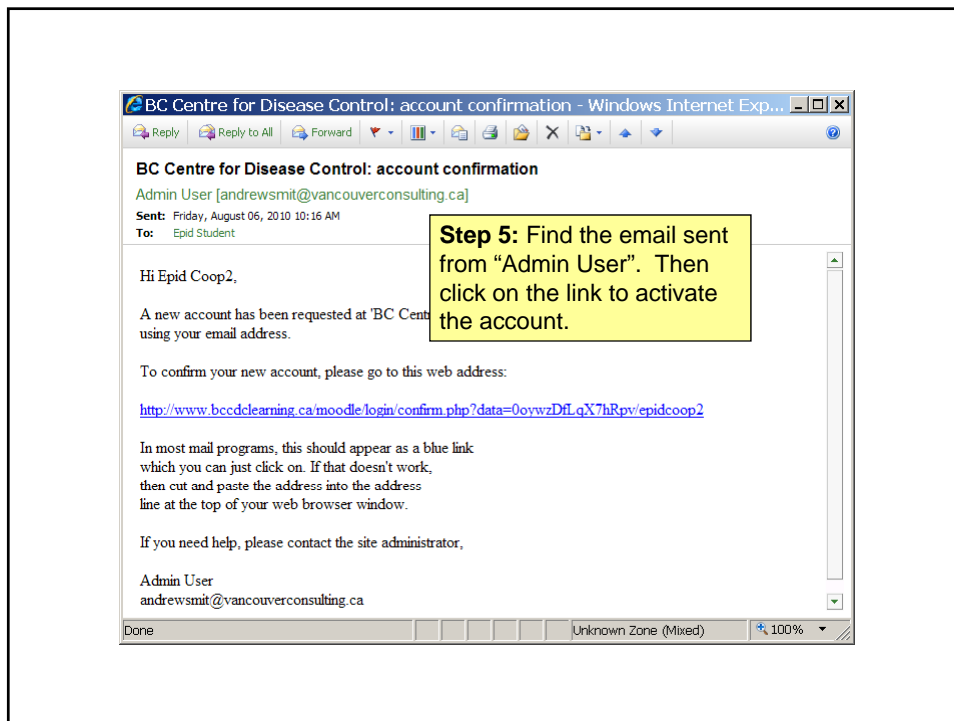 BC Centre for Disease Control: account confirmation - Windows Internet Exp...
Reply Reply to All Forward
BC Centre for Disease Control: account confirmation
Admin User [andrewsmit@vancouverconsulting.ca]
Sent: Friday, August 06, 2010 10:16 AM
To: Epid Student
Step 5: Find the email sent
from “Admin User”. Then
click on the link to activate
the account.
Hi Epid Coop2,
A new account has been requested at 'BC Cent
using your email address.
To confirm your new account, please go to this web address:
http://www.bccdclearning.ca/moodle/login/confirm.php?data=0oywzDfLqX7hRpv/epidcoop2
In most mail programs, this should appear as a blue link
which you can just click on. If that doesn't work,
then cut and paste the address into the address
line at the top of your web browser window.
If you need help, please contact the site administrator,
Admin User
andrewsmit@vancouverconsulting.ca
Done Unknown Zone (Mixed) 100%